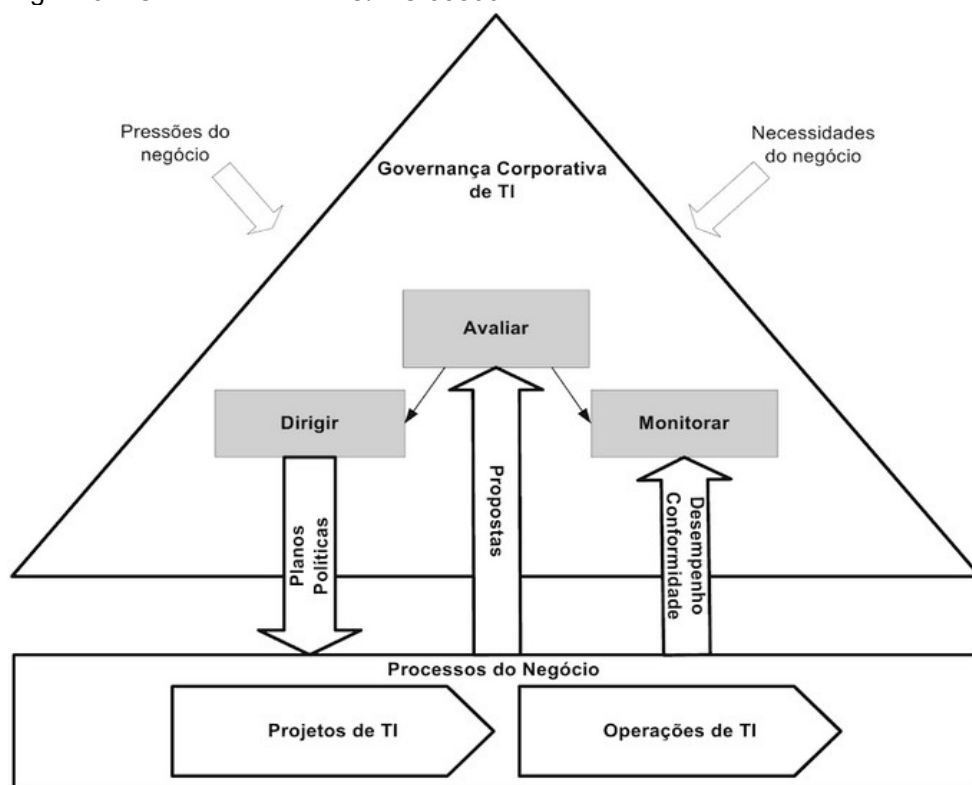 Pressões do
negócio
Necessidades
do negócio
Governança Corporativa
de TI
Avaliar
Dirigir
Monitorar
Planos
Políticas
Propostas
Desempenho
Conformidade
Processos do Negócio
Projetos de TI
Operações de TI